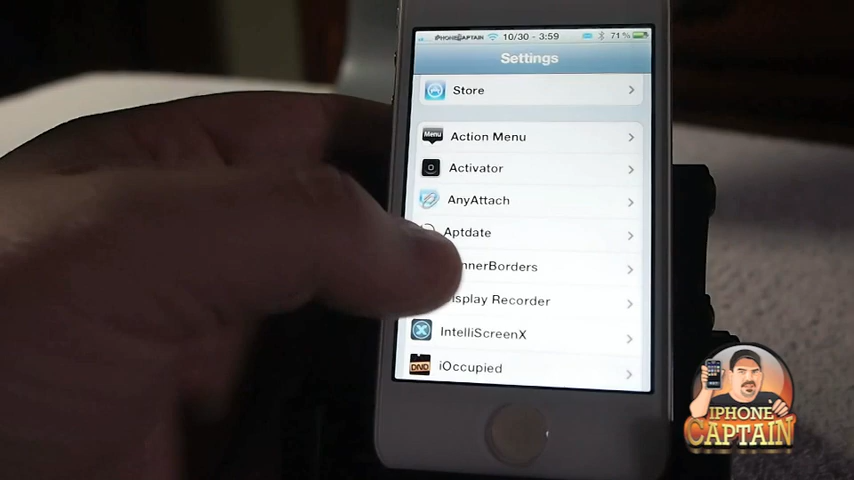 iPHONECAPTAIN 10/30 - 3:59 71%
Settings
Store
Menu Action Menu
Activator
AnyAttach
Aptdate
nnerBorders
isplay Recorder
IntelliScreenX
DND iOccupied
IPHONE
CAPTAIN